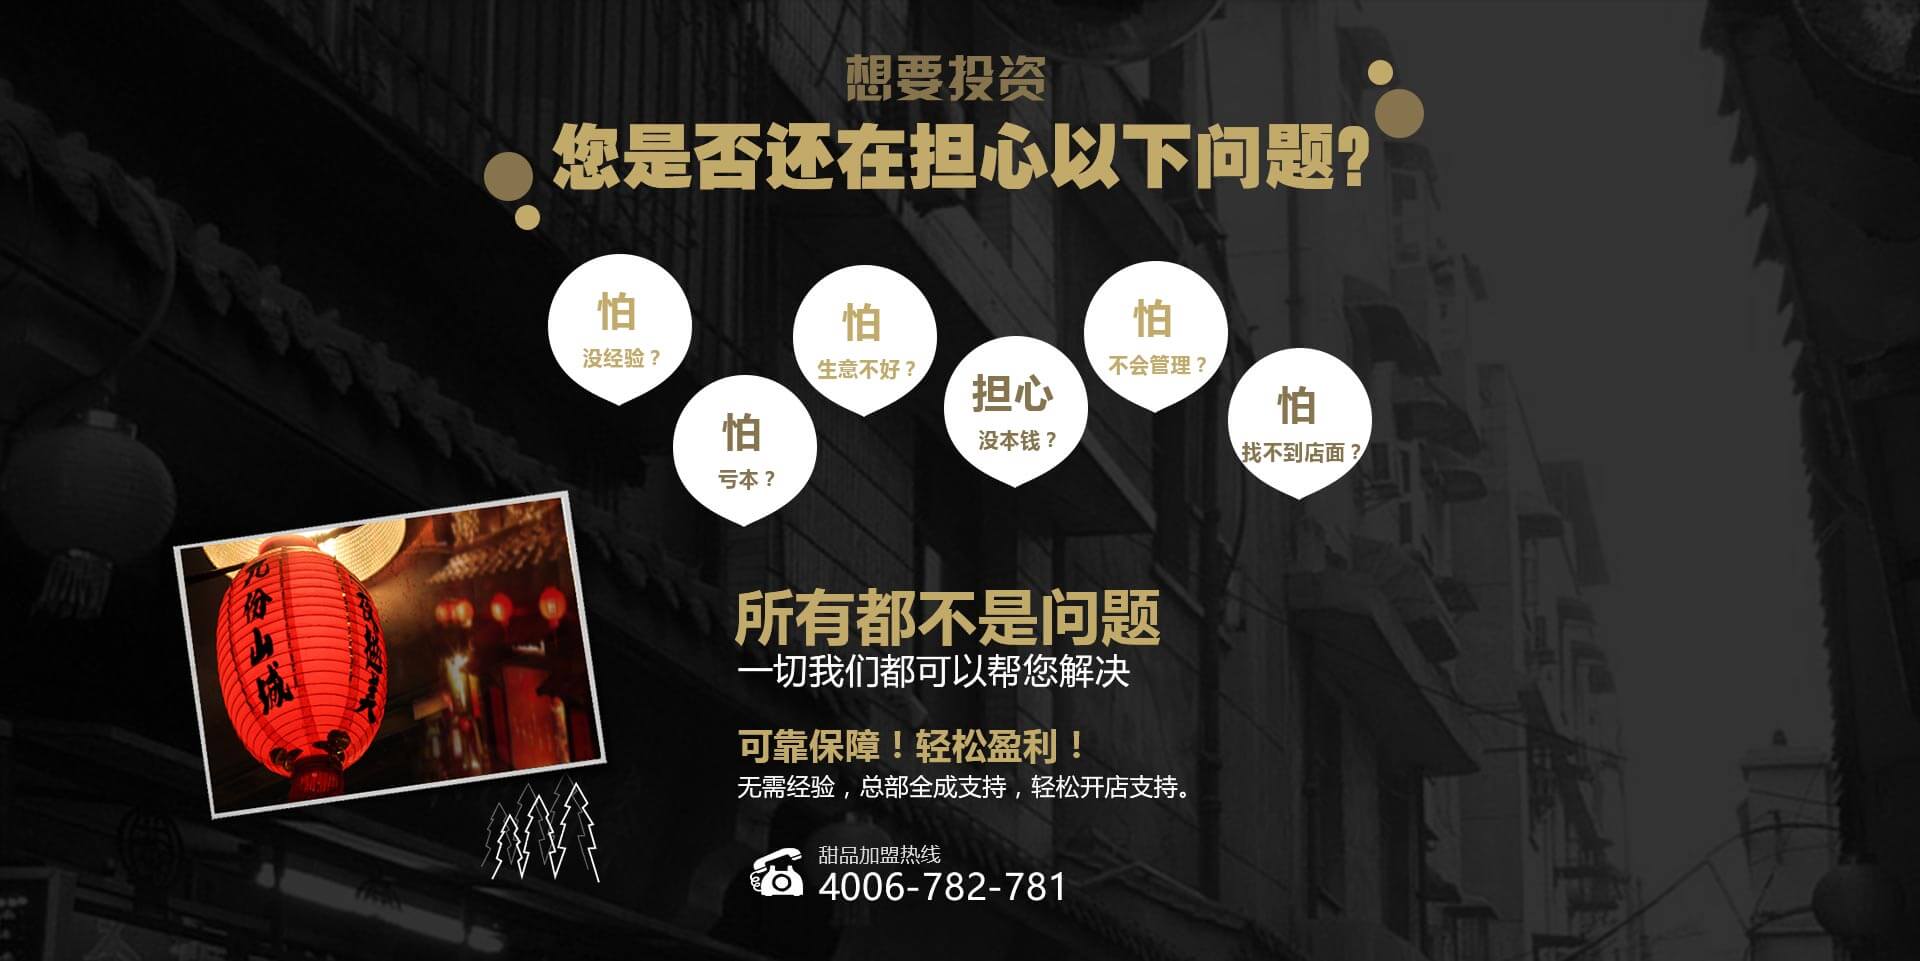 想要投资
您是否还在担心以下问题?
怕
没经验？
怕
亏本？
怕
生意不好？
担心
没本钱？
怕
不会管理？
怕
找不到店面？
份山城
所有都不是问题
一切我们都可以帮您解决
可靠保障！轻松盈利！
无需经验，总部全成支持，轻松开店支持。
甜品加盟热线
4006-782-781